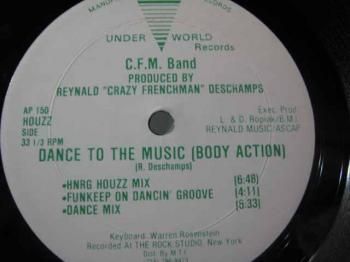 UNDER WORLD
Records
C.F.M. Band
PRODUCED BY
REYNALD "CRAZY FRENCHMAN" DESCHAMPS
AP 150
HOUZZ
SIDE
33 1/3 RPM
Exec. Prod.
L. & D. Ropiak/B.M.I.
REYNALD MUSIC/ASCAP
DANCE TO THE MUSIC (BODY ACTION)
(R. Deschamps)
•HNRG HOUZZ MIX (6:48)
•FUNKEEP ON DANCIN' GROOVE (4:11)
•DANCE MIX (5:33)
Keyboard: Warren Rosenstein
Recorded At THE ROCK STUDIO, New York
Dist. By M.T.I.